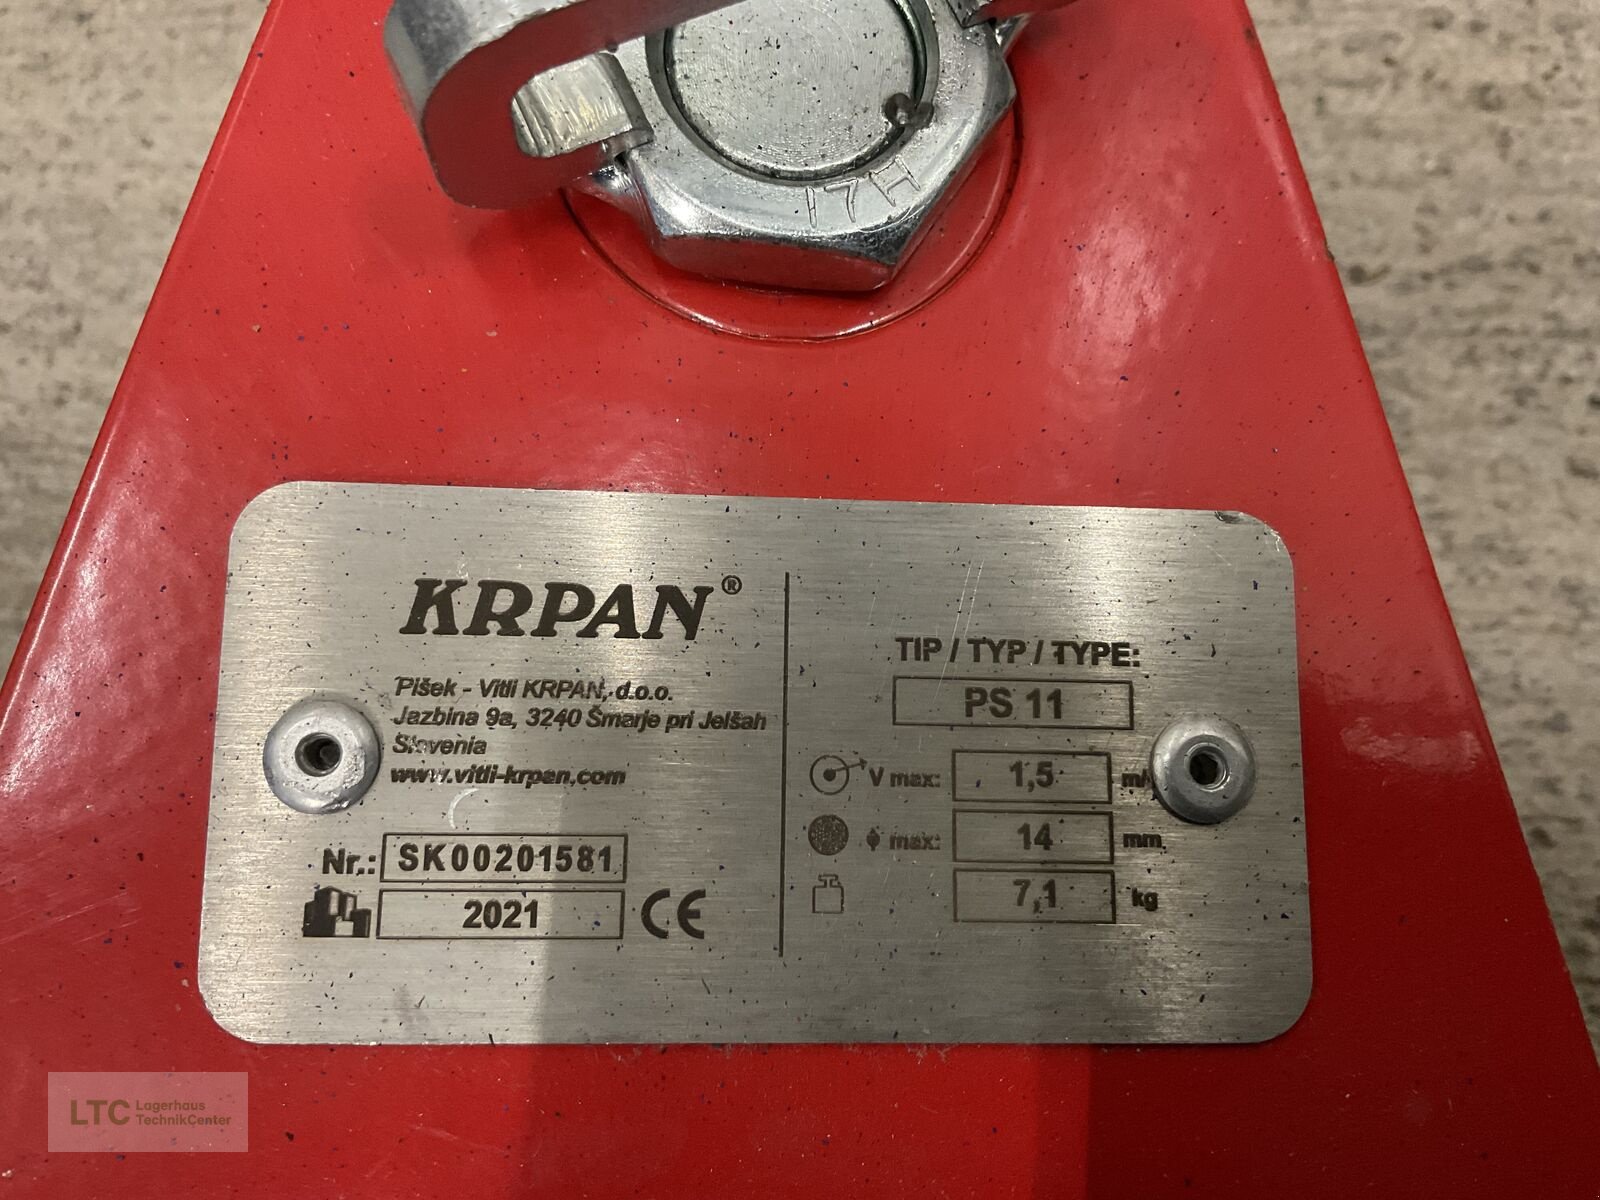 17H
KRPAN®
Pišek - Vitli KRPAN, d.o.o.
Jazbina 9a, 3240 Šmarje pri Jelšah
Slovenia
www.vitli-krpan.com
Nr.: SK00201581
2021 CE
TIP / TYP / TYPE:
PS 11
V max: 1,5 m/
ϕ max: 14 mm
7,1 kg
LTC Lagerhaus
TechnikCenter